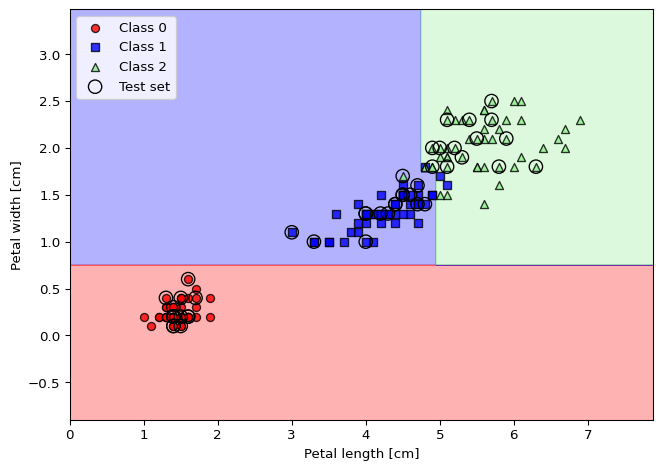 Class 0
Class 1
Class 2
Test set
3.0
2.5
2.0
1.5
1.0
0.5
0.0
−0.5
0 1 2 3 4 5 6 7
Petal length [cm]
Petal width [cm]